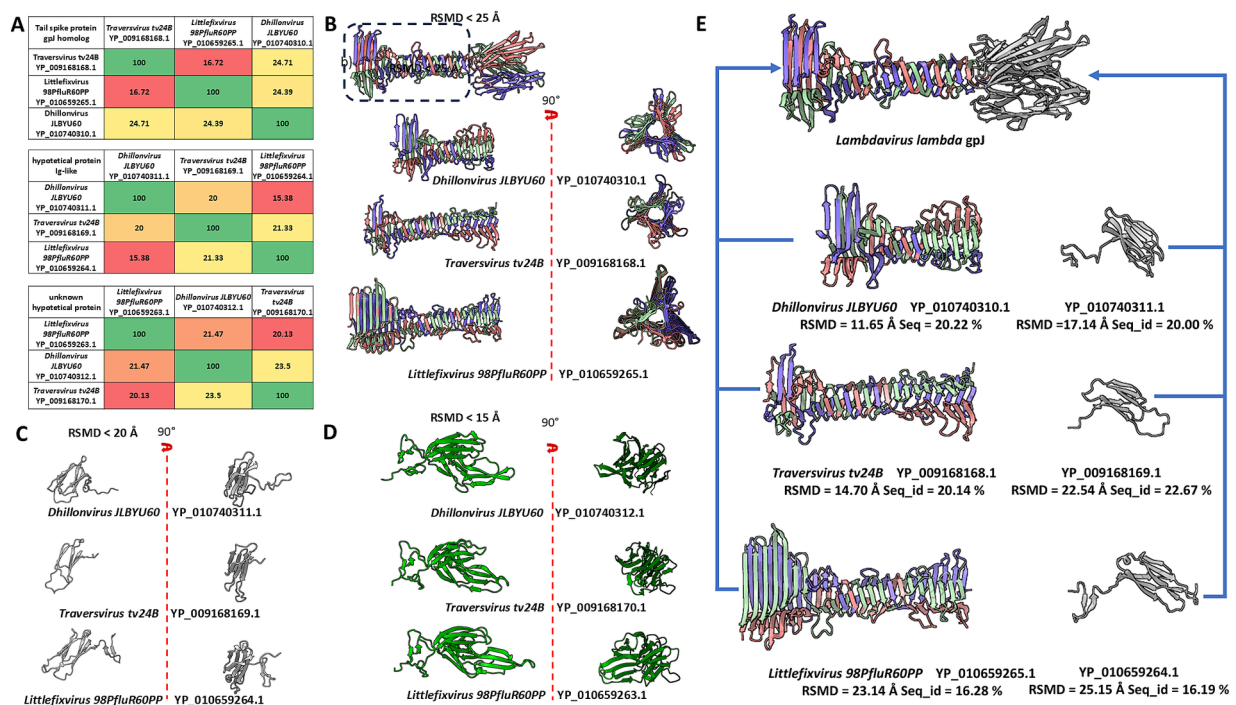 A
Tail spike protein
gpJ homolog
Traversvirus tv24B
YP_009168168.1
Littlefixvirus
98PfluR60PP
YP_010659265.1
Dhillonvirus
JLBYU60
YP_010740310.1
Traversvirus tv24B
YP_009168168.1
100
16.72
24.71
Littlefixvirus
98PfluR60PP
YP_010659265.1
16.72
100
24.39
Dhillonvirus
JLBYU60
YP_010740310.1
24.71
24.39
100
hypotetical protein
Ig-like
Dhillonvirus
JLBYU60
YP_010740311.1
Traversvirus tv24B
YP_009168169.1
Littlefixvirus
98PfluR60PP
YP_010659264.1
Dhillonvirus
JLBYU60
YP_010740311.1
100
20
15.38
Traversvirus tv24B
YP_009168169.1
20
100
21.33
Littlefixvirus
98PfluR60PP
YP_010659264.1
15.38
21.33
100
unknown
hypotetical protein
Littlefixvirus
98PfluR60PP
YP_010659263.1
Dhillonvirus JLBYU60
YP_010740312.1
Traversvirus
tv24B
YP_009168170.1
Littlefixvirus
98PfluR60PP
YP_010659263.1
100
21.47
20.13
Dhillonvirus
JLBYU60
YP_010740312.1
21.47
100
23.5
Traversvirus tv24B
YP_009168170.1
20.13
23.5
100
B
RSMD < 25 Å
RSMD < 25 Å
90°
Dhillonvirus JLBYU60 YP_010740310.1
Traversvirus tv24B YP_009168168.1
Littlefixvirus 98PfluR60PP YP_010659265.1
C
RSMD < 20 Å
90°
Dhillonvirus JLBYU60 YP_010740311.1
Traversvirus tv24B YP_009168169.1
Littlefixvirus 98PfluR60PP YP_010659264.1
D
RSMD < 15 Å
90°
Dhillonvirus JLBYU60 YP_010740312.1
Traversvirus tv24B YP_009168170.1
Littlefixvirus 98PfluR60PP YP_010659263.1
E
Lambdavirus lambda gpJ
Dhillonvirus JLBYU60 YP_010740310.1
RSMD = 11.65 Å Seq = 20.22 %
YP_010740311.1
RSMD =17.14 Å Seq_id = 20.00 %
Traversvirus tv24B YP_009168168.1
RSMD = 14.70 Å Seq_id = 20.14 %
YP_009168169.1
RSMD = 22.54 Å Seq_id = 22.67 %
Littlefixvirus 98PfluR60PP YP_010659265.1
RSMD = 23.14 Å Seq_id = 16.28 %
YP_010659264.1
RSMD = 25.15 Å Seq_id = 16.19 %